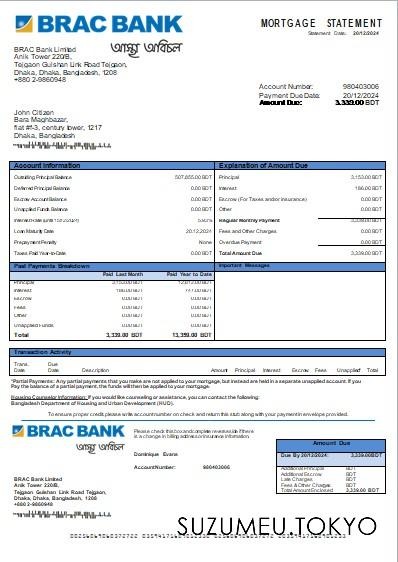 BRAC BANK
আস্থা অবিচল
MORTGAGE STATEMENT
Statement Date: 20/12/2024
BRAC Bank Limited
Anik Tower 220/B,
Tejgaon Gulshan Link Road Tejgaon,
Dhaka, Dhaka, Bangladesh, 1208
+880 2-9860948
Account Number: 980403006
Payment Due Date: 20/12/2024
Amount Due: 3,339.00 BDT
John Citizen
Bara Maghbazar,
flat #f-3, century tower, 1217
Dhaka, Bangladesh
Account Information
Outstading Principal Balance 507,655.00 BDT
Deferred Principal Balance 0.00 BDT
Escrow Account Balance 0.00 BDT
Unapplied Funds Balance 0.00 BDT
Interest Rate
Loan Maturity Date 20.12.2024
Prepayment Penalty None
Taxes Paid Year-to-Date 0.00 BDT
Explanation of Amount Due
Principal 3,153.00 BDT
Interest 186.00 BDT
Escrow (For Taxes and/or Insurance) 0.00 BDT
Other 0.00 BDT
Regular Monthly Payment 3,339.00 BDT
Fees and Other Charges 0.00 BDT
Overdue Payment 0.00 BDT
Total Amount Due 3,339.00 BDT
Past Payments Breakdown
Paid Last Month Paid Year to Date
Principal 3,153.00 BDT 12,612.00 BDT
Interest 186.00 BDT
Escrow 0.00 BDT 0.00 BDT
Fees 0.00 BDT 0.00 BDT
Other 0.00 BDT 0.00 BDT
Unapplied Funds 0.00 BDT 0.00 BDT
Total 3,339.00 BDT 13,359.00 BDT
Important Messages
Transaction Activity
Trans. Date Due Date Description Amount Principal Interest Escrow Fees Unapplied* Total
*Partial Payments: Any partial payments that you make are not applied to your mortgage, but instead are held in a separate unapplied account. If you
Pay the balance of a partial payment, the funds will then be applied to your mortgage.
Housing Counselor Information: If you would like counseling or assistance, you can contact the following:
Bangladesh Department of Housing and Urban Development (HUD).
To ensure proper credit, please write account number on check and return this stub along with your payment in envelope provided.
BRAC BANK
আস্থা অবিচল
Please check this box and complete reverse side if there
is a change in billing address or insurance information.
Dominique Evans
Account Number: 980403006
Amount Due
Due By 20/12/2024: 3,339.00 BDT
Additional Principal BDT
Additional Escrow BDT
Late Charges, BDT
Fees & Other Charges BDT
Total Amount Enclosed 3,339.00 BDT
BRAC Bank Limited
Anik Tower 220/B,
Tejgaon Gulshan Link Road Tejgaon,
Dhaka, Dhaka, Bangladesh, 1208
+880 2-9860948
SUZUMEU.TOKYO